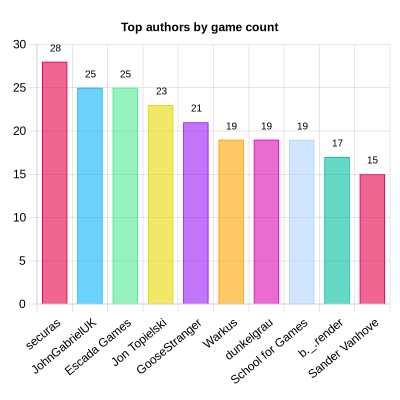 Top authors by game count
30
25
20
15
10
5
0
28
25
25
23
21
19
19
19
17
15
securas
JohnGabrielUK
Escada Games
Jon Topielski
GooseStranger
Warkus
dunkelgrau
School for Games
b._.render
Sander Vanhove